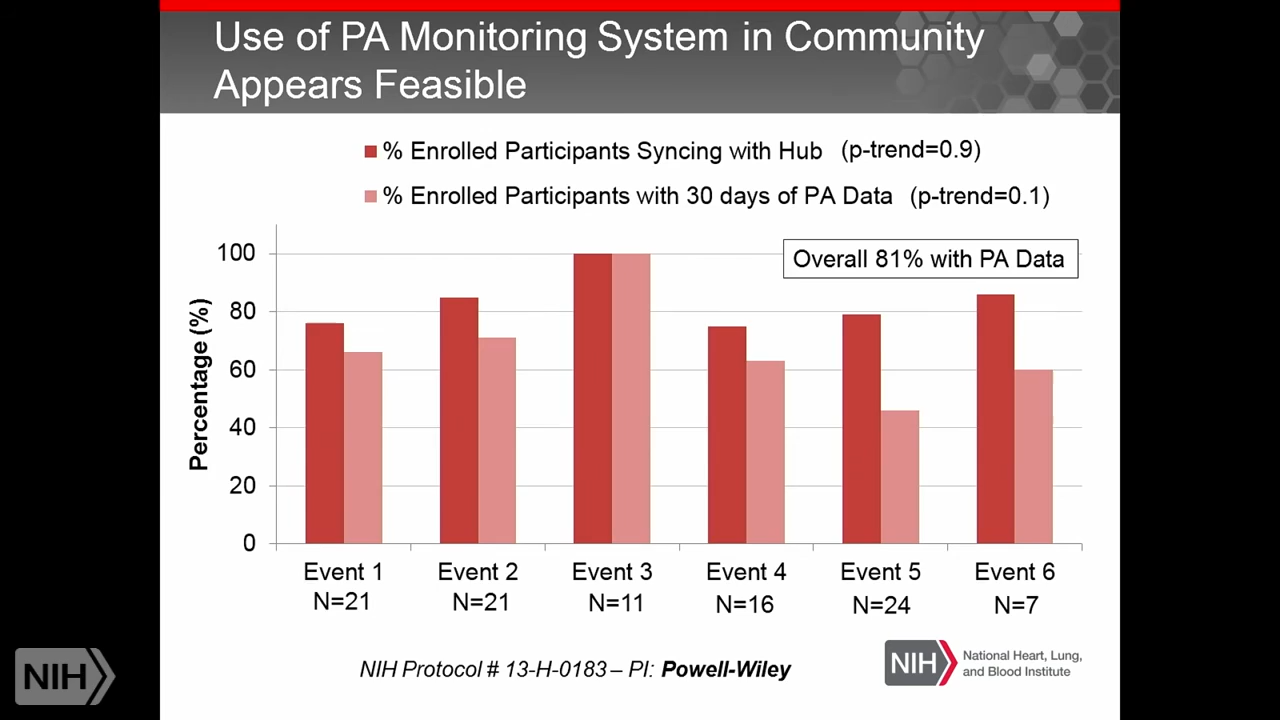 Use of PA Monitoring System in Community
Appears Feasible
% Enrolled Participants Syncing with Hub (p-trend=0.9)
% Enrolled Participants with 30 days of PA Data (p-trend=0.1)
Overall 81% with PA Data
Percentage (%)
100
80
60
40
20
0
Event 1 Event 2 Event 3 Event 4 Event 5 Event 6
N=21 N=21 N=11 N=16 N=24 N=7
NIH Protocol # 13-H-0183 – PI: Powell-Wiley
NIH National Heart, Lung,
and Blood Institute
NIH